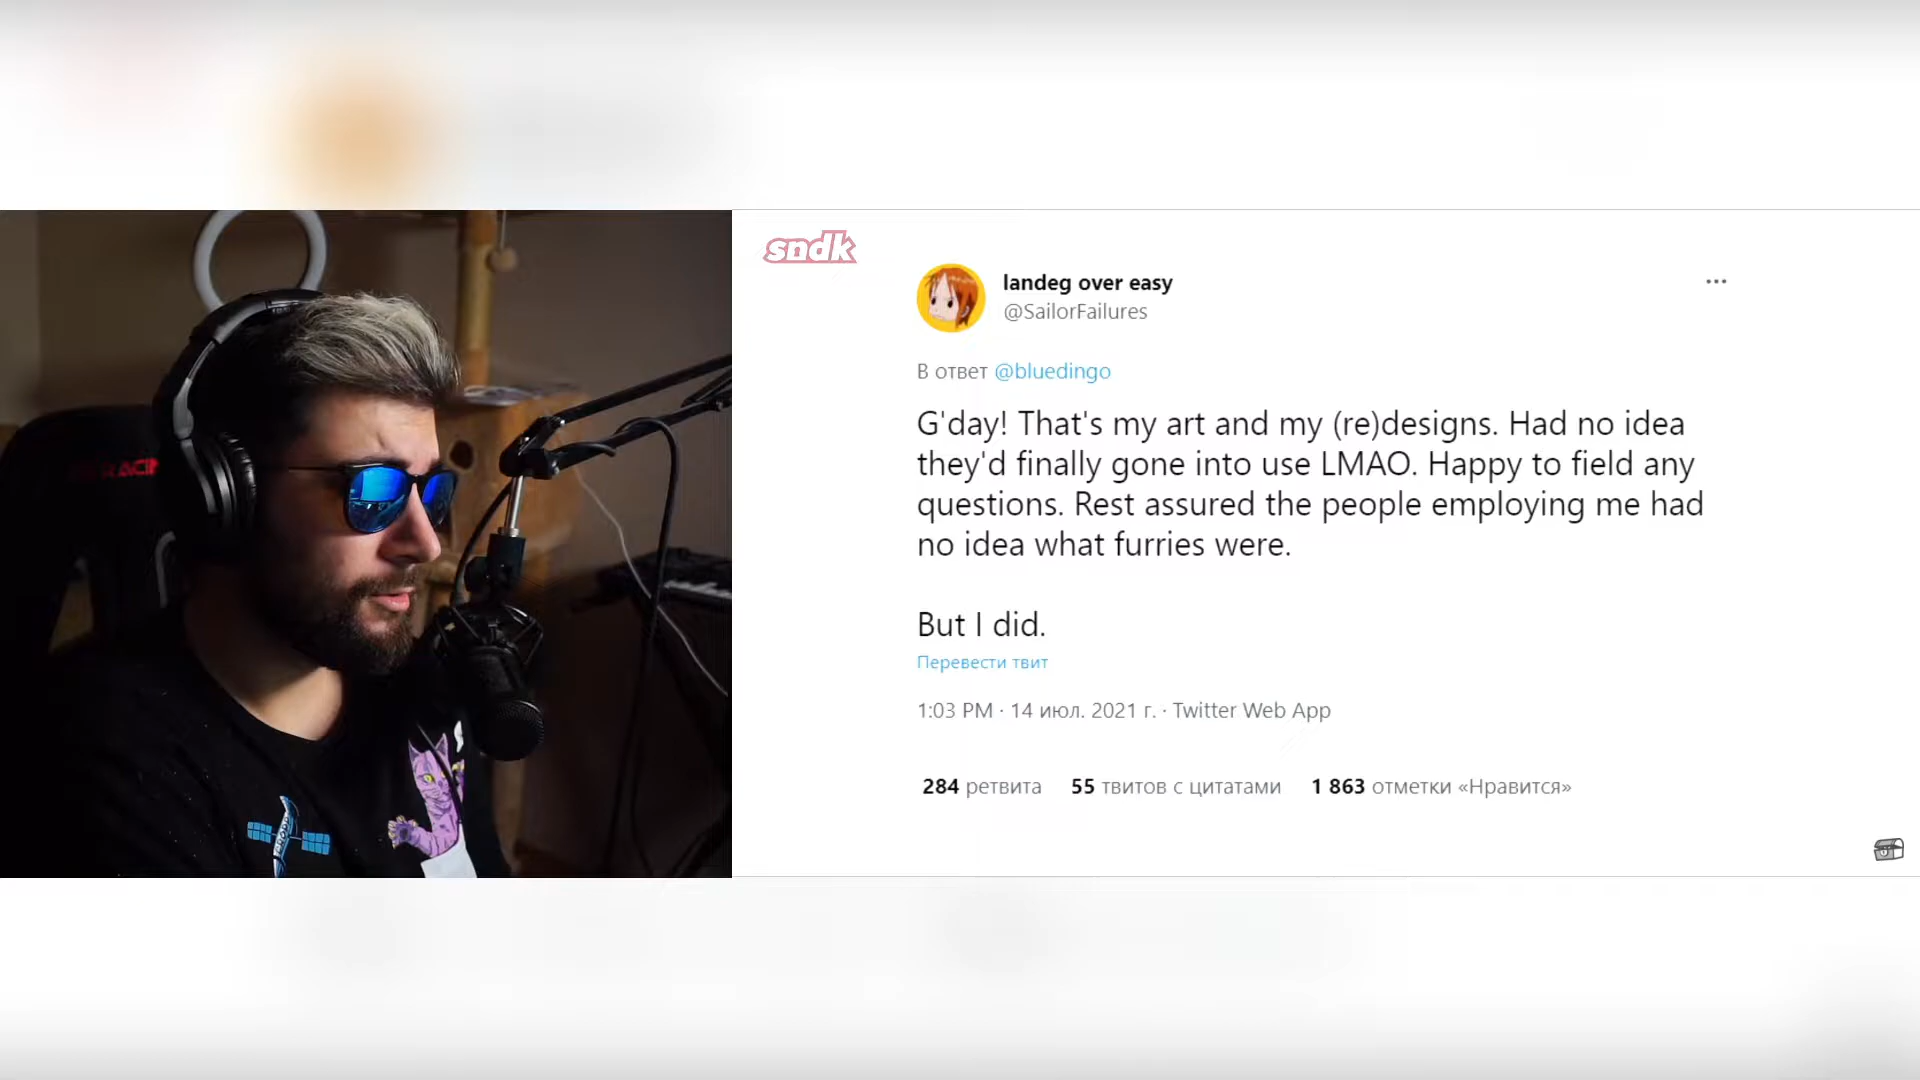 RACIN
sndk
landeg over easy
@SailorFailures
В ответ @bluedingo
G'day! That's my art and my (re)designs. Had no idea
they'd finally gone into use LMAO. Happy to field any
questions. Rest assured the people employing me had
no idea what furries were.
But I did.
Перевести твит
1:03 PM · 14 июл. 2021 г. · Twitter Web App
284 ретвита 55 твитов с цитатами 1 863 отметки «Нравится»